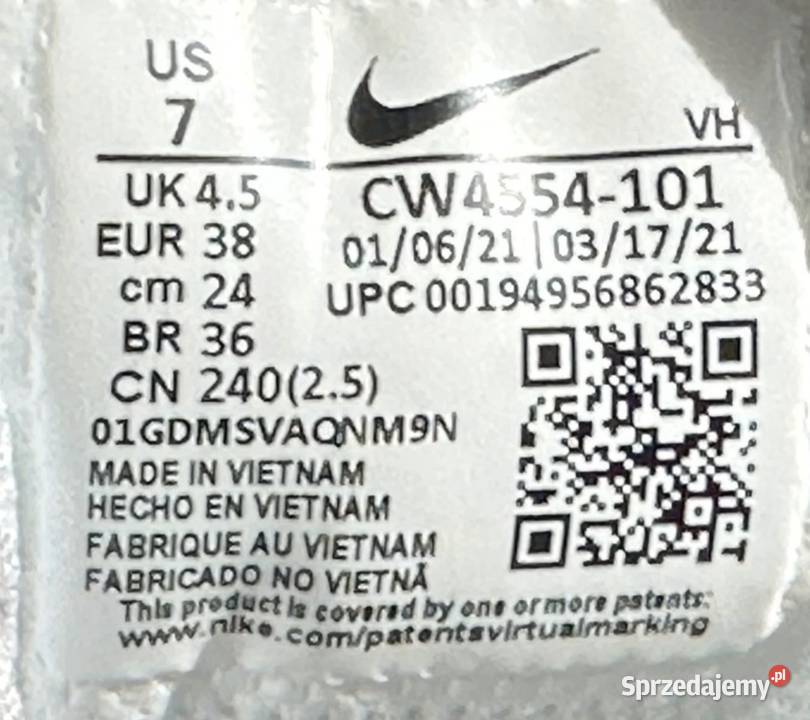 US
7
VH
UK 4.5
CW4554-101
EUR 38
01/06/21 | 03/17/21
cm 24
UPC 00194956862833
BR 36
CN 240(2.5)
01GDMSVAQNM9N
MADE IN VIETNAM
HECHO EN VIETNAM
FABRIQUE AU VIETNAM
FABRICADO NO VIETNÃ
This product is covered by one or more patents:
www.nike.com/patentsvirtualmarking
Sprzedajemy.pl